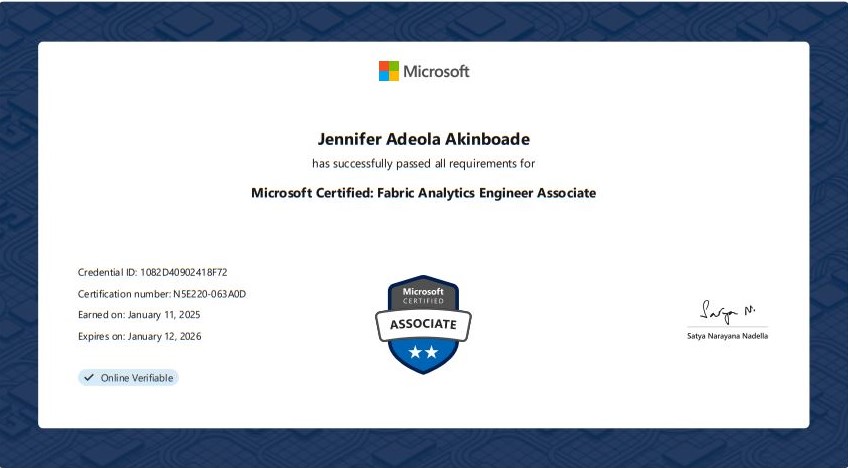 Microsoft
Jennifer Adeola Akinboade
has successfully passed all requirements for
Microsoft Certified: Fabric Analytics Engineer Associate
Credential ID: 1082D40902418F72
Certification number: N5E220-063A0D
Earned on: January 11, 2025
Expires on: January 12, 2026
Online Verifiable
Microsoft
CERTIFIED
ASSOCIATE
Satya N.
Satya Narayana Nadella